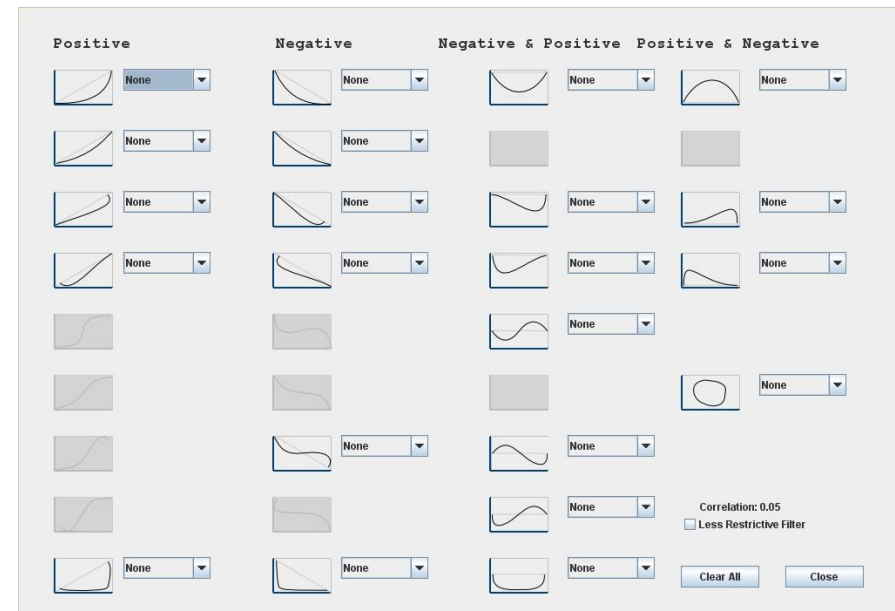 Positive Negative Negative & Positive Positive & Negative
None None None None
None None
None None None None
None None None None
None
None
None None
None Correlation: 0.05
Less Restrictive Filter
None None None Clear All Close